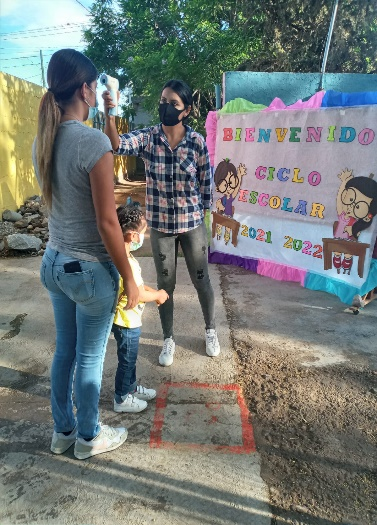 BIENVENIDO
CICLO
ESCOLAR
2021 2022